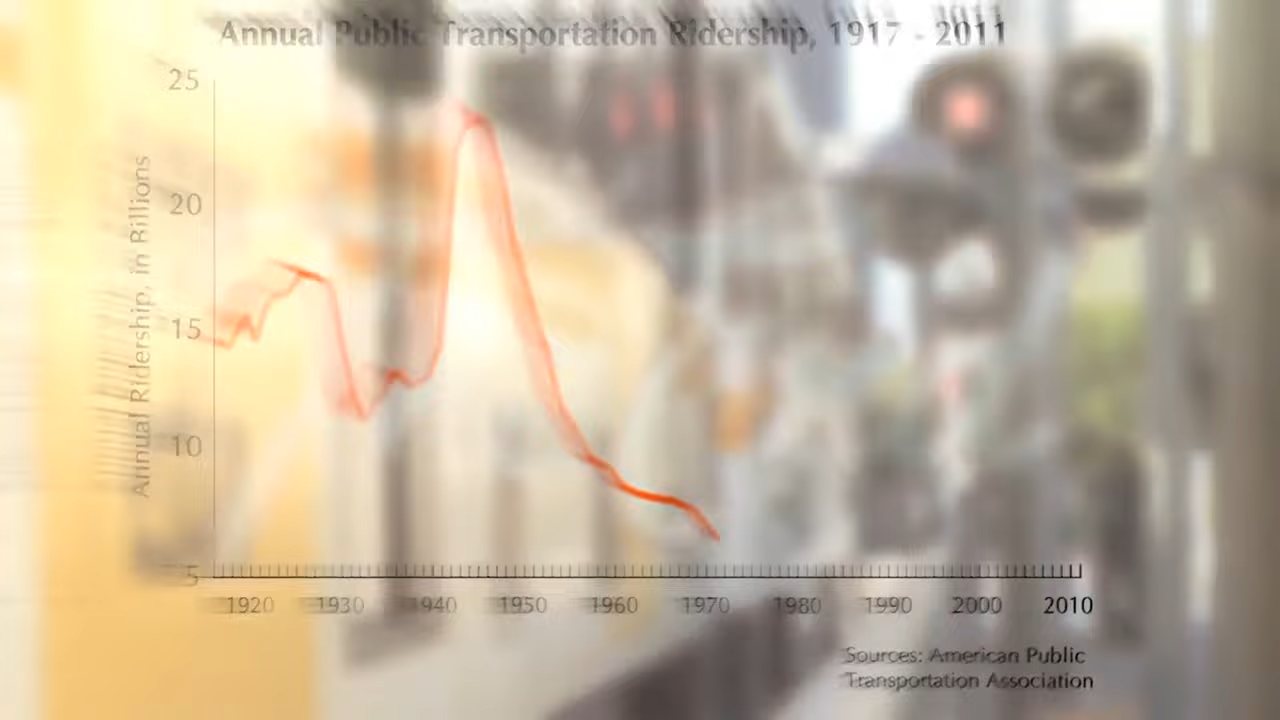 Annual Public Transportation Ridership, 1917 - 2011
25
20
15
10
5
Annual Ridership, in Billions
1920 1930 1940 1950 1960 1970 1980 1990 2000 2010
Sources: American Public
Transportation Association